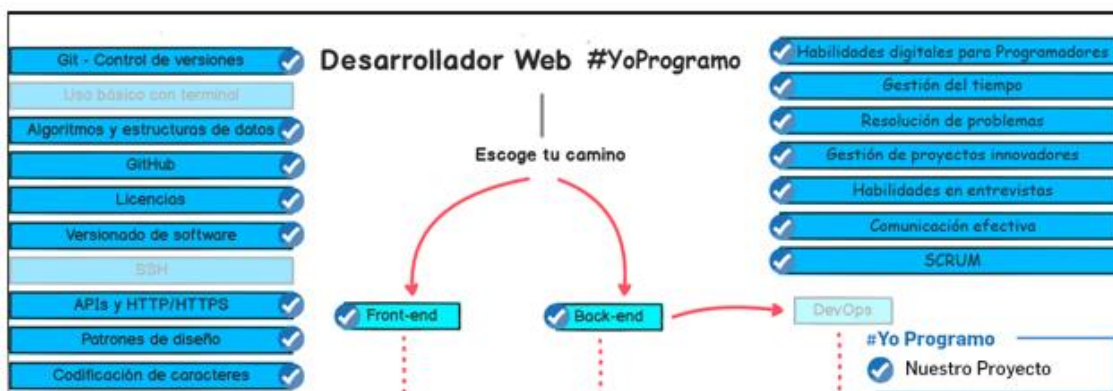 Git - Control de versiones
Uso básico con terminal
Algoritmos y estructuras de datos
GitHub
Licencias
Versionado de software
SSH
APIs y HTTP/HTTPS
Patrones de diseño
Codificación de caracteres
Desarrollador Web #YoProgramo
Escoge tu camino
Front-end
Back-end
DevOps
Habilidades digitales para Programadores
Gestión del tiempo
Resolución de problemas
Gestión de proyectos innovadores
Habilidades en entrevistas
Comunicación efectiva
SCRUM
#Yo Programo
Nuestro Proyecto